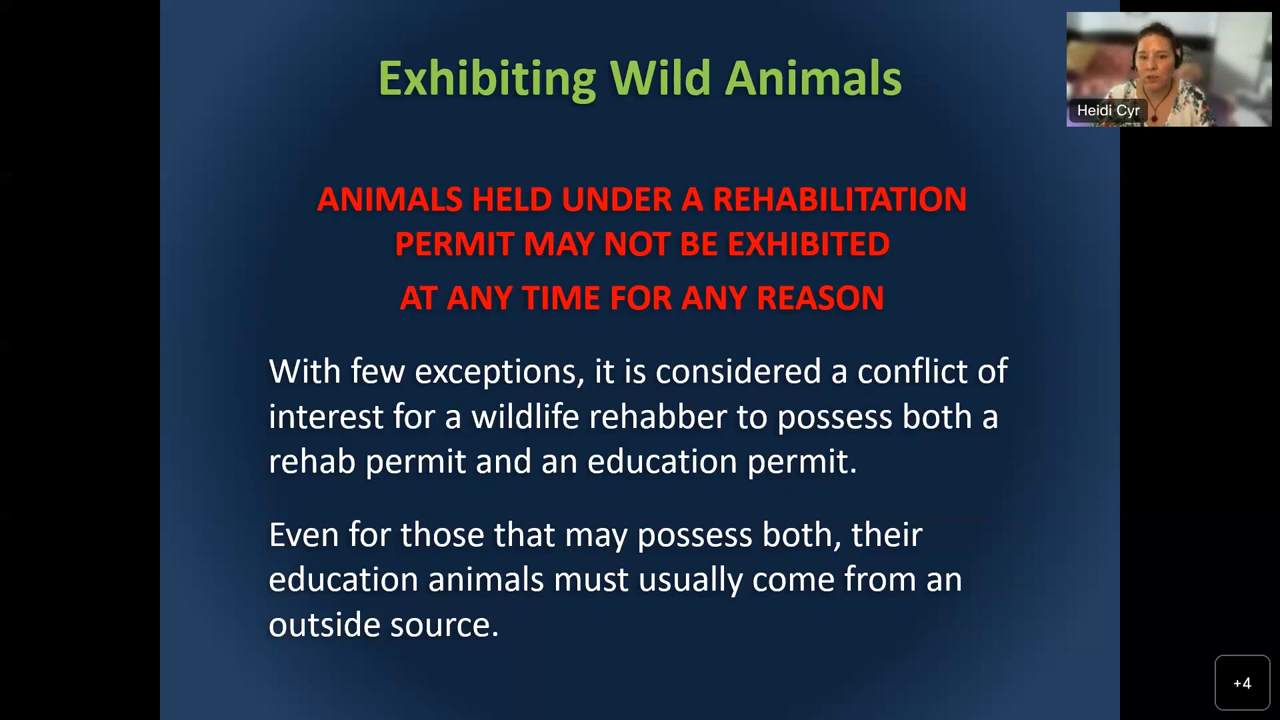 Exhibiting Wild Animals
Heidi Cyr
ANIMALS HELD UNDER A REHABILITATION
PERMIT MAY NOT BE EXHIBITED
AT ANY TIME FOR ANY REASON
With few exceptions, it is considered a conflict of
interest for a wildlife rehabber to possess both a
rehab permit and an education permit.
Even for those that may possess both, their
education animals must usually come from an
outside source.
+4